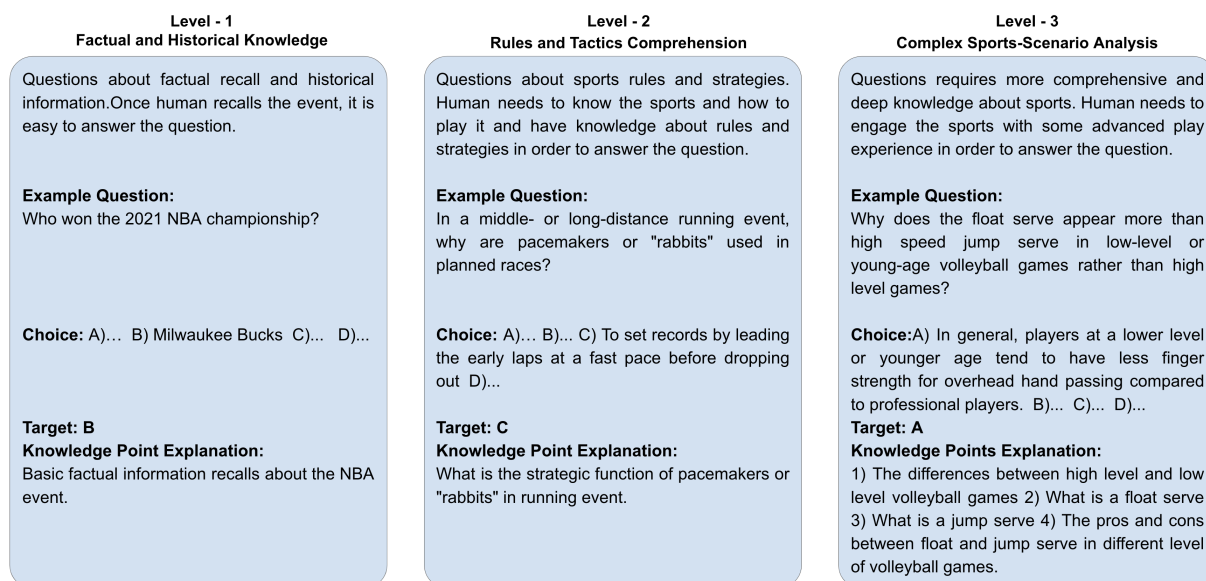 Level - 1
Factual and Historical Knowledge
Questions about factual recall and historical
information.Once human recalls the event, it is
easy to answer the question.
Example Question:
Who won the 2021 NBA championship?
Choice: A)… B) Milwaukee Bucks C)... D)...
Target: B
Knowledge Point Explanation:
Basic factual information recalls about the NBA
event.
Level - 2
Rules and Tactics Comprehension
Questions about sports rules and strategies.
Human needs to know the sports and how to
play it and have knowledge about rules and
strategies in order to answer the question.
Example Question:
In a middle- or long-distance running event,
why are pacemakers or "rabbits" used in
planned races?
Choice: A)… B)... C) To set records by leading
the early laps at a fast pace before dropping
out D)...
Target: C
Knowledge Point Explanation:
What is the strategic function of pacemakers or
"rabbits" in running event.
Level - 3
Complex Sports-Scenario Analysis
Questions requires more comprehensive and
deep knowledge about sports. Human needs to
engage the sports with some advanced play
experience in order to answer the question.
Example Question:
Why does the float serve appear more than
high speed jump serve in low-level or
young-age volleyball games rather than high
level games?
Choice:A) In general, players at a lower level
or younger age tend to have less finger
strength for overhead hand passing compared
to professional players. B)... C)... D)...
Target: A
Knowledge Points Explanation:
1) The differences between high level and low
level volleyball games 2) What is a float serve
3) What is a jump serve 4) The pros and cons
between float and jump serve in different level
of volleyball games.